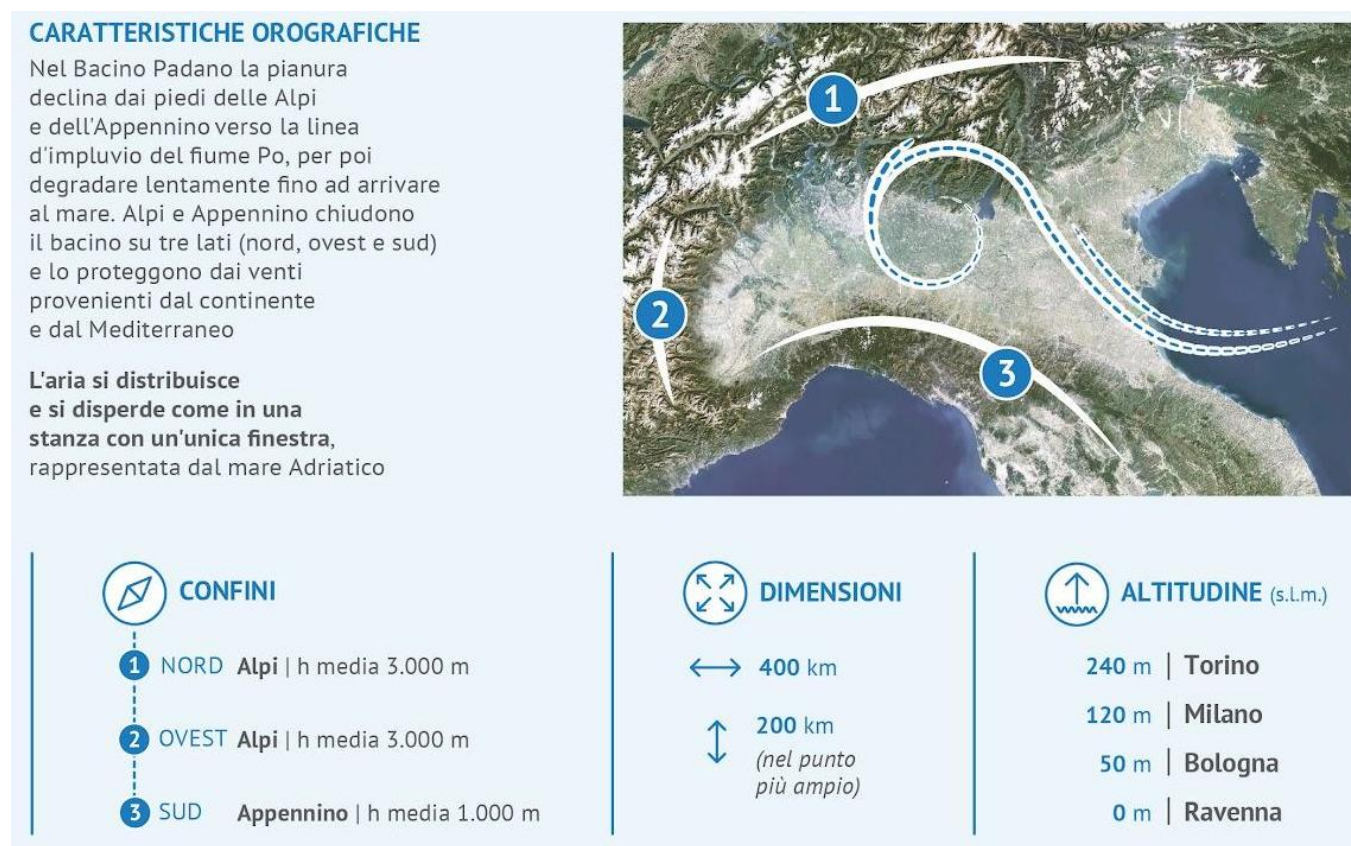 CARATTERISTICHE OROGRAFICHE
Nel Bacino Padano la pianura
declina dai piedi delle Alpi
e dell'Appennino verso la linea
d'impluvio del fiume Po, per poi
degradare lentamente fino ad arrivare
al mare. Alpi e Appennino chiudono
il bacino su tre lati (nord, ovest e sud)
e lo proteggono dai venti
provenienti dal continente
e dal Mediterraneo
L'aria si distribuisce
e si disperde come in una
stanza con un'unica finestra,
rappresentata dal mare Adriatico
1
2
3
CONFINI
1 NORD Alpi | h media 3.000 m
2 OVEST Alpi | h media 3.000 m
3 SUD Appennino | h media 1.000 m
DIMENSIONI
400 km
200 km
(nel punto
più ampio)
ALTITUDINE (s.l.m.)
240 m | Torino
120 m | Milano
50 m | Bologna
0 m | Ravenna